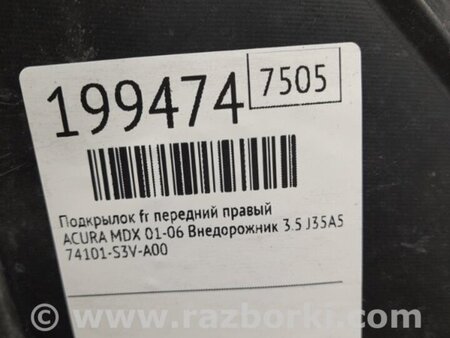 199474 7505
Подкрылок fr передний правый
ACURA MDX 01-06 Внедорожник 3.5 J35A5
74101-S3V-A00
© www.razborki.com